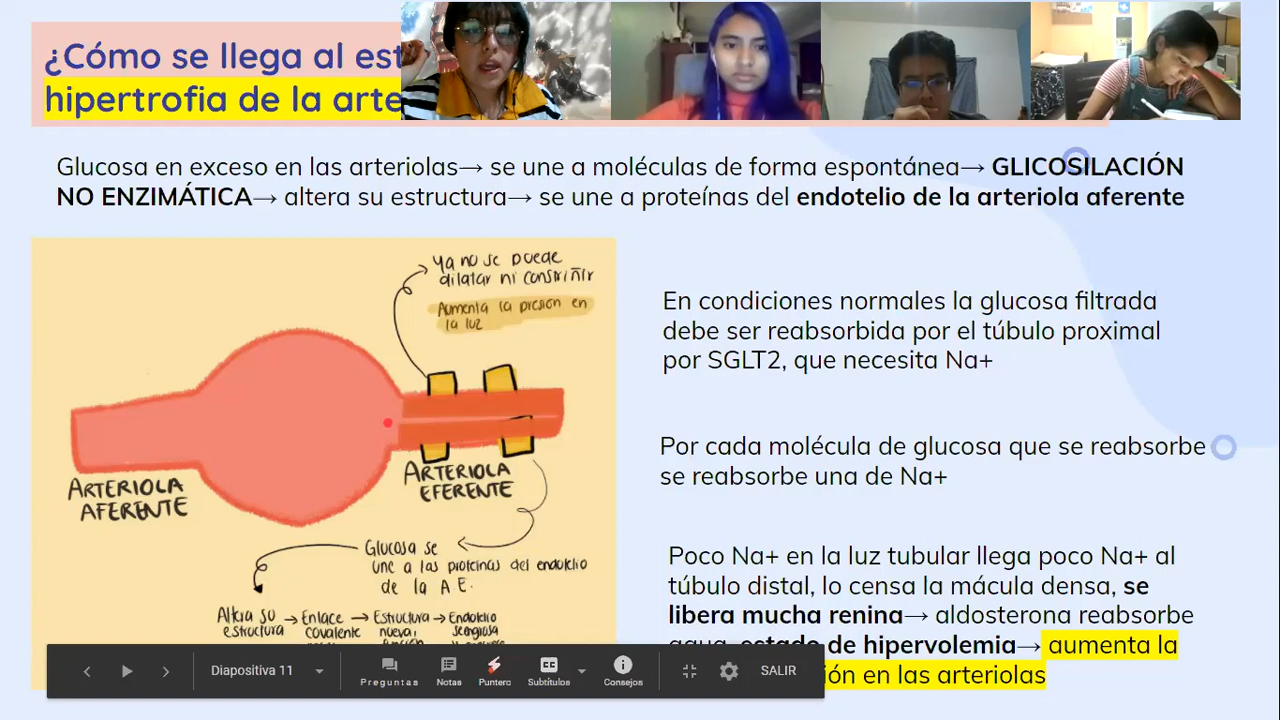 ¿Cómo se llega al est
hipertrofia de la arte
Glucosa en exceso en las arteriolas→ se une a moléculas de forma espontánea→ GLICOSILACIÓN
NO ENZIMÁTICA→ altera su estructura→ se une a proteínas del endotelio de la arteriola aferente
Ya no se puede
dilatar ni constriñir
Aumenta la presión en
la luz
ARTERIOLA
AFERENTE
ARTERIOLA
EFERENTE
Glucosa se
une a las proteínas del endotelio
de la A E.
Altera su → Enlace → Estructura → Endotelio
estructura covalente nueva, se engrosa
En condiciones normales la glucosa filtrada
debe ser reabsorbida por el túbulo proximal
por SGLT2, que necesita Na+
Por cada molécula de glucosa que se reabsorbe
se reabsorbe una de Na+
Poco Na+ en la luz tubular llega poco Na+ al
túbulo distal, lo censa la mácula densa, se
libera mucha renina→ aldosterona reabsorbe
estado de hipervolemia→ aumenta la
ión en las arteriolas
Diapositiva 11
Preguntas
Notas
Puntero
Subtítulos
Consejos
SALIR